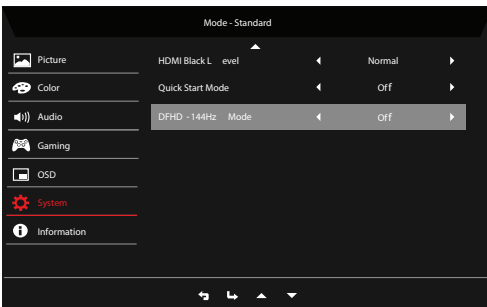 Mode - Standard
Picture
HDMI Black L evel Normal
Color
Quick Start Mode Off
Audio
DFHD -144Hz Mode Off
Gaming
OSD
System
Information